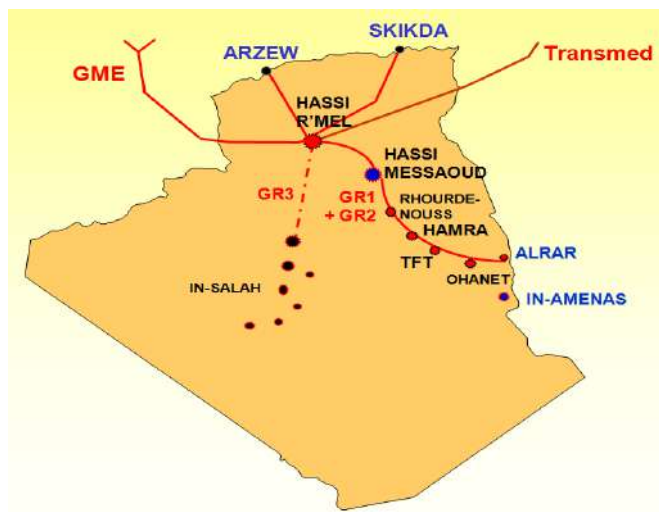 SKIKDA
ARZEW
Transmed
GME
HASSI
R'MEL
HASSI
MESSAOUD
GR3
GR1
+ GR2
RHOURDE-
NOUSS
HAMRA
TFT
ALRAR
OHANET
IN-SALAH
IN-AMENAS